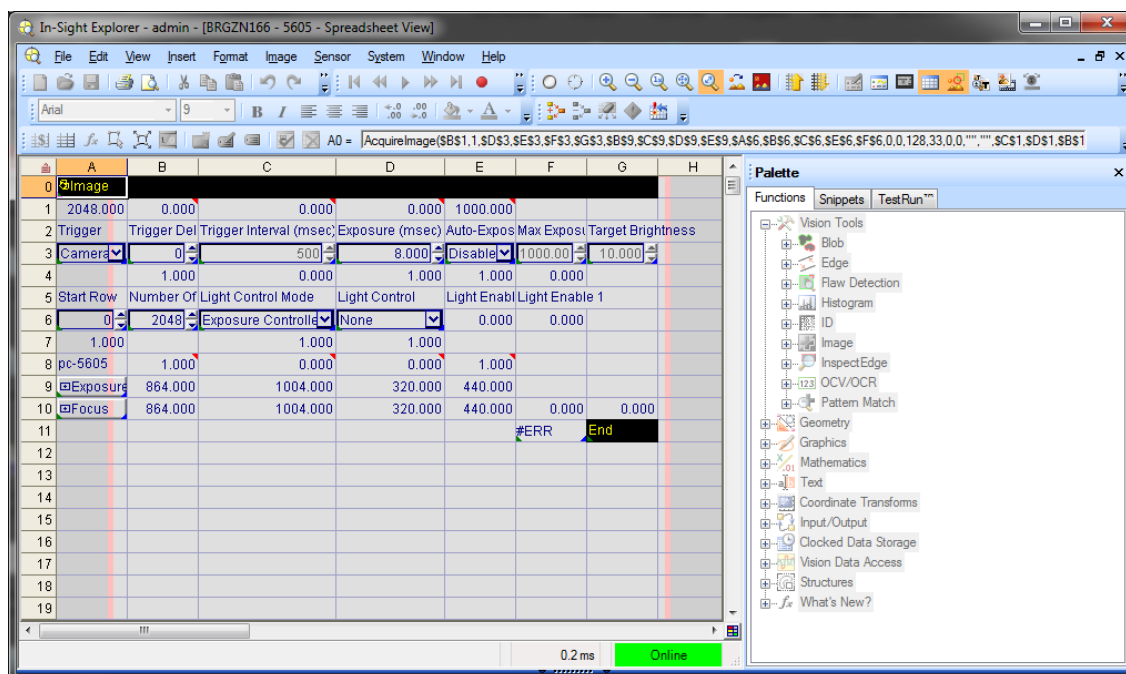 In-Sight Explorer - admin - [BRGZN166 - 5605 - Spreadsheet View]
File Edit View Insert Format Image Sensor System Window Help
Arial 9 B I
A0 = AcquireImage($B$1,1,$D$3,$E$3,$F$3,$G$3,$B$9,$C$9,$D$9,$E$9,$A$6,$B$6,$C$6,$E$6,$F$6,0,0,128,33,0,0,"","",$C$1,$D$1,$B$1
A B C D E F G H
0 Image
1 2048.000 0.000 0.000 0.000 1000.000
2 Trigger Trigger Del Trigger Interval (msec) Exposure (msec) Auto-Expos Max Exposu Target Brightness
3 Camera 0 500 8.000 Disable 1000.00 10.000
4 1.000 0.000 1.000 1.000 0.000
5 Start Row Number Of Light Control Mode Light Control Light Enabl Light Enable 1
6 0 2048 Exposure Controlle None 0.000 0.000
7 1.000 1.000 1.000
8 pc-5605 1.000 0.000 0.000 1.000
9 Exposure 864.000 1004.000 320.000 440.000
10 Focus 864.000 1004.000 320.000 440.000 0.000 0.000
11 #ERR End
12
13
14
15
16
17
18
19
0.2 ms Online
Palette
Functions Snippets TestRun™
Vision Tools
Blob
Edge
Flaw Detection
Histogram
ID
Image
InspectEdge
OCV/OCR
Pattern Match
Geometry
Graphics
Mathematics
Text
Coordinate Transforms
Input/Output
Clocked Data Storage
Vision Data Access
Structures
What's New?